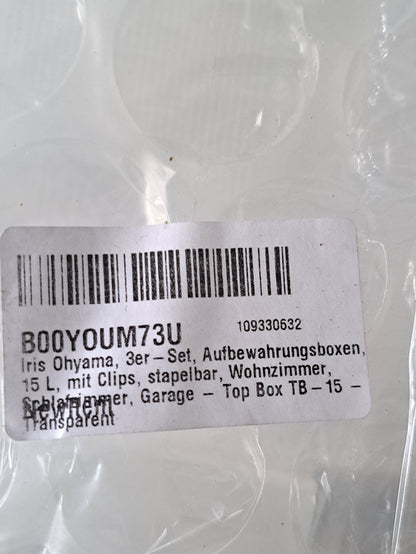 B00YOUM73U
109330632
Iris Ohyama, 3er-Set, Aufbewahrungsboxen,
15 L, mit Clips, stapelbar, Wohnzimmer,
Schlafzimmer, Garage - Top Box TB-15 -
NewItem
Transparent